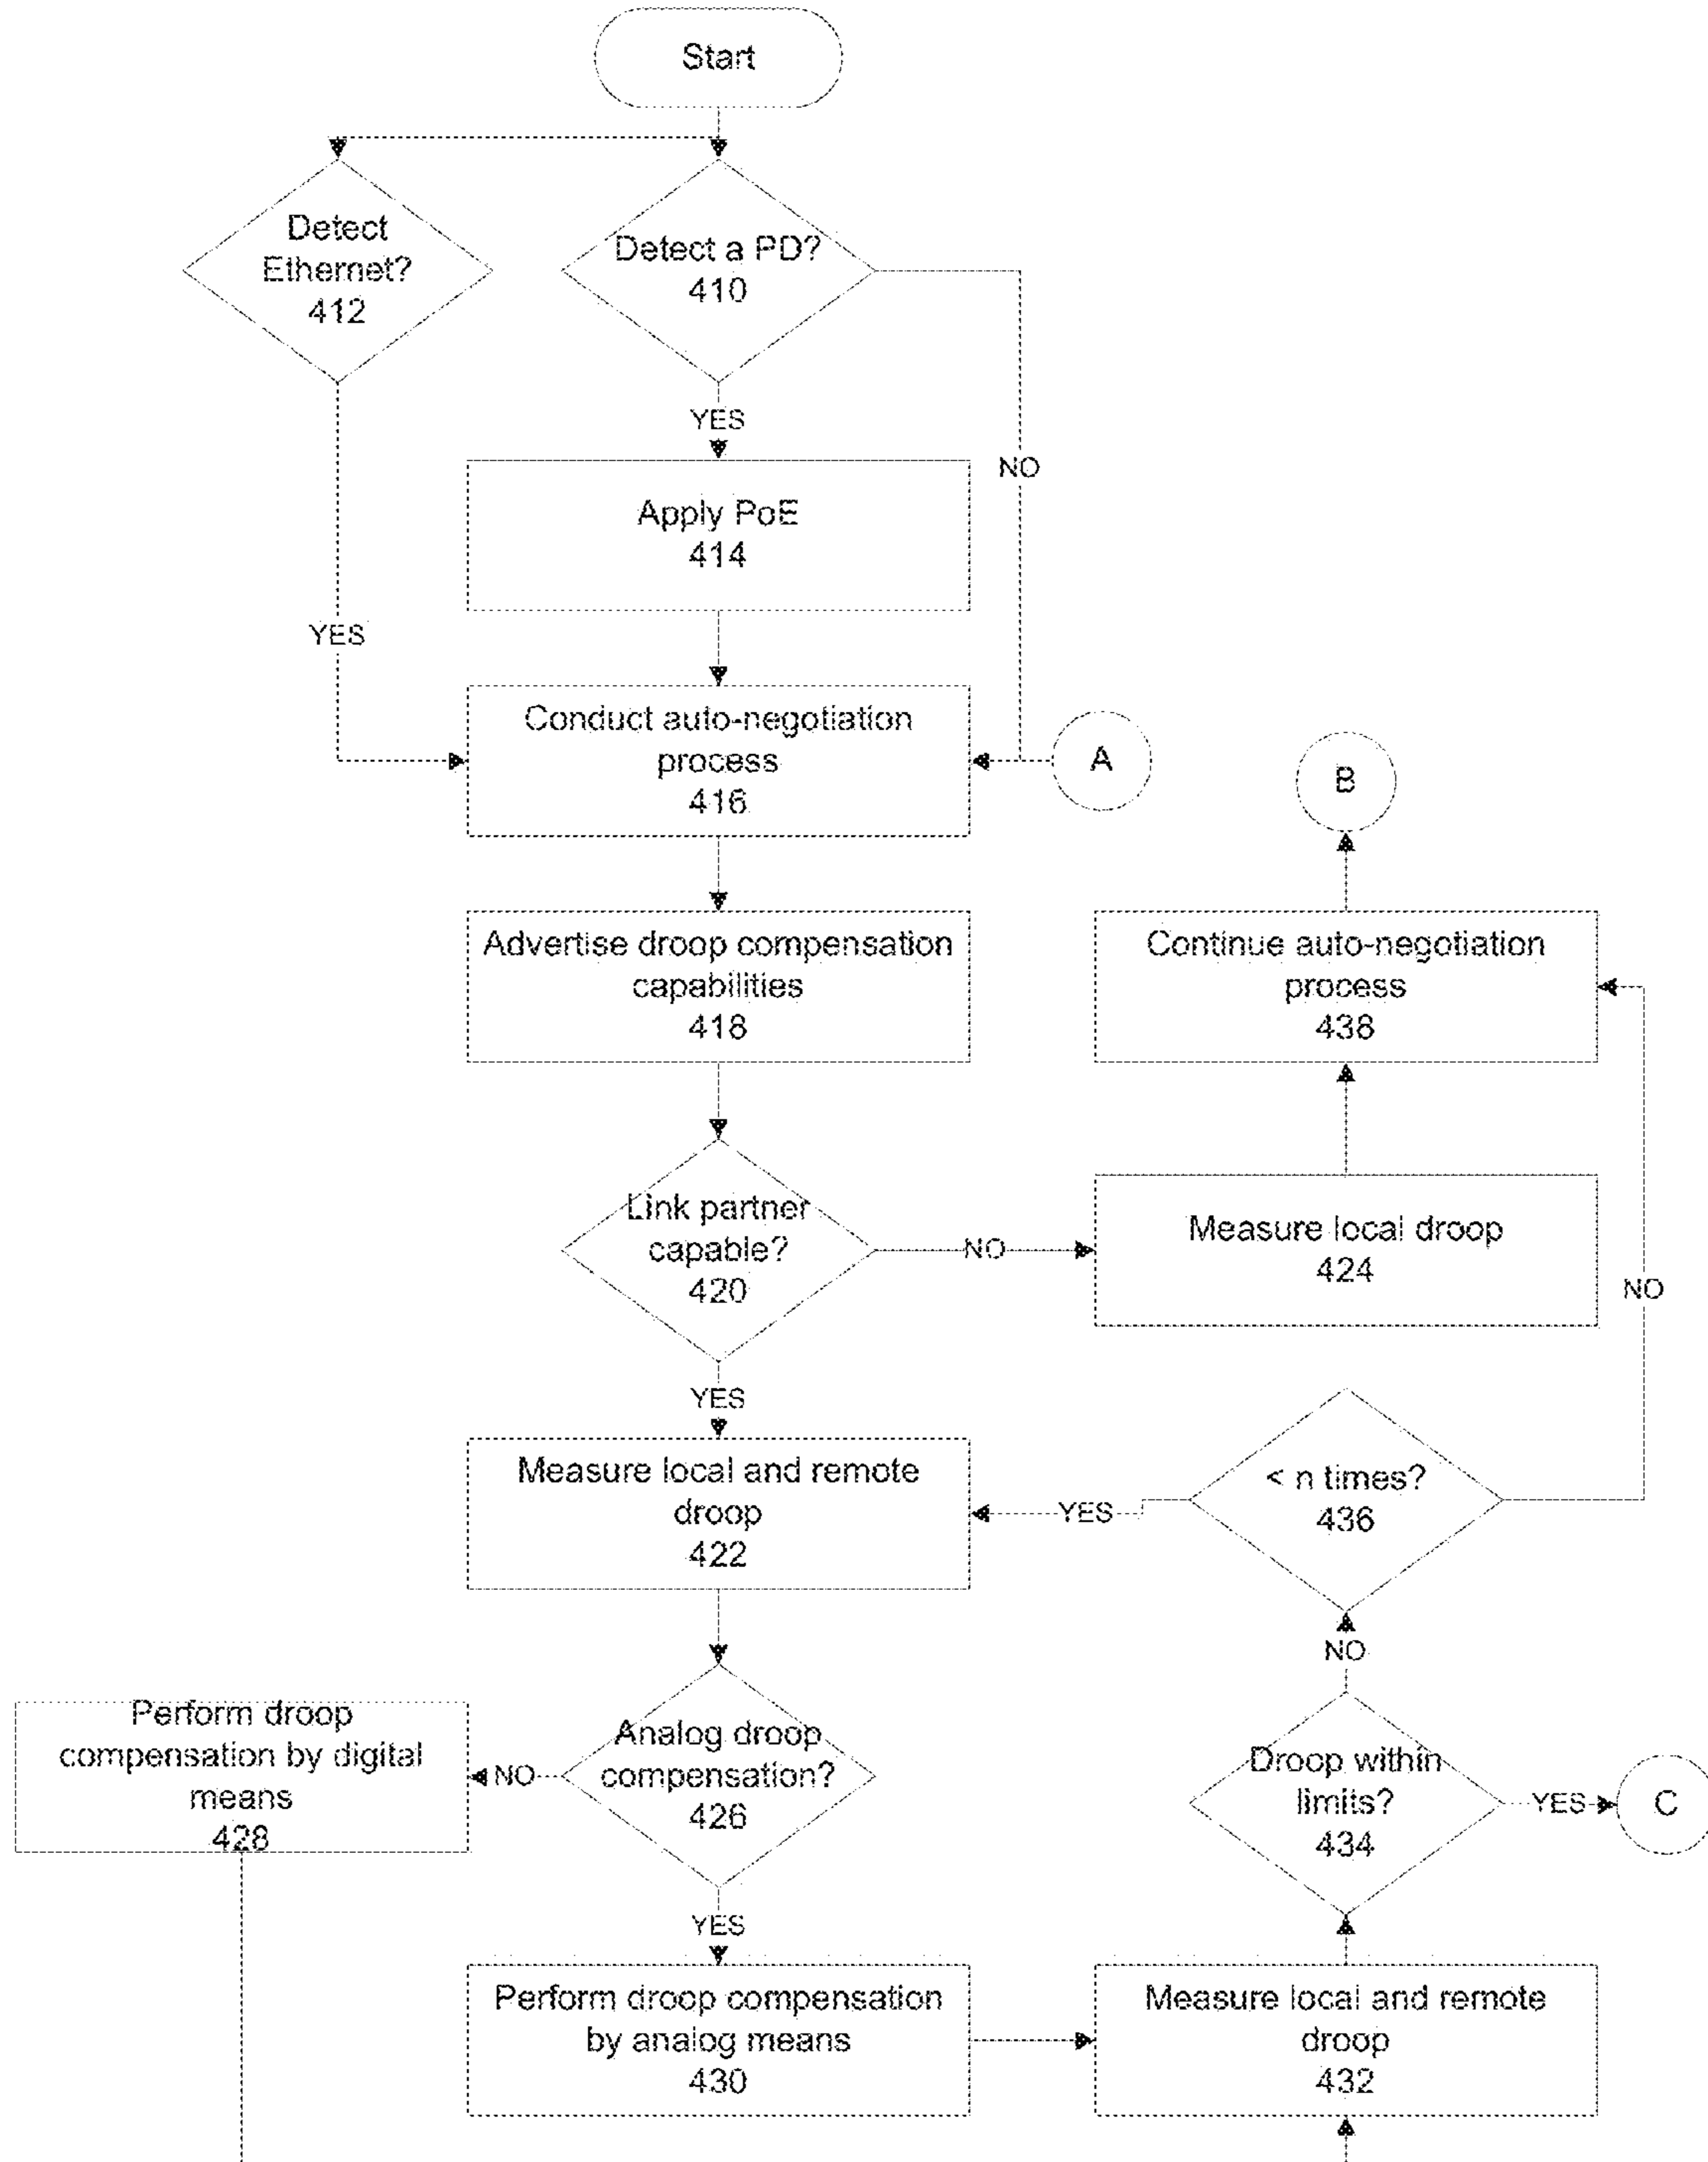 Start
Detect
Ethernet?
412
Detect a PD?
410
YES
NO
Apply PoE
414
YES
Conduct auto-negotiation
process
416
A
B
Advertise droop compensation
capabilities
418
Continue auto-negotiation
process
438
Link partner
capable?
420
NO
Measure local droop
424
NO
YES
Measure local and remote
droop
422
YES
< n times?
436
NO
Perform droop
compensation by digital
means
428
NO
Analog droop
compensation?
426
Droop within
limits?
434
YES
C
YES
Perform droop compensation
by analog means
430
Measure local and remote
droop
432